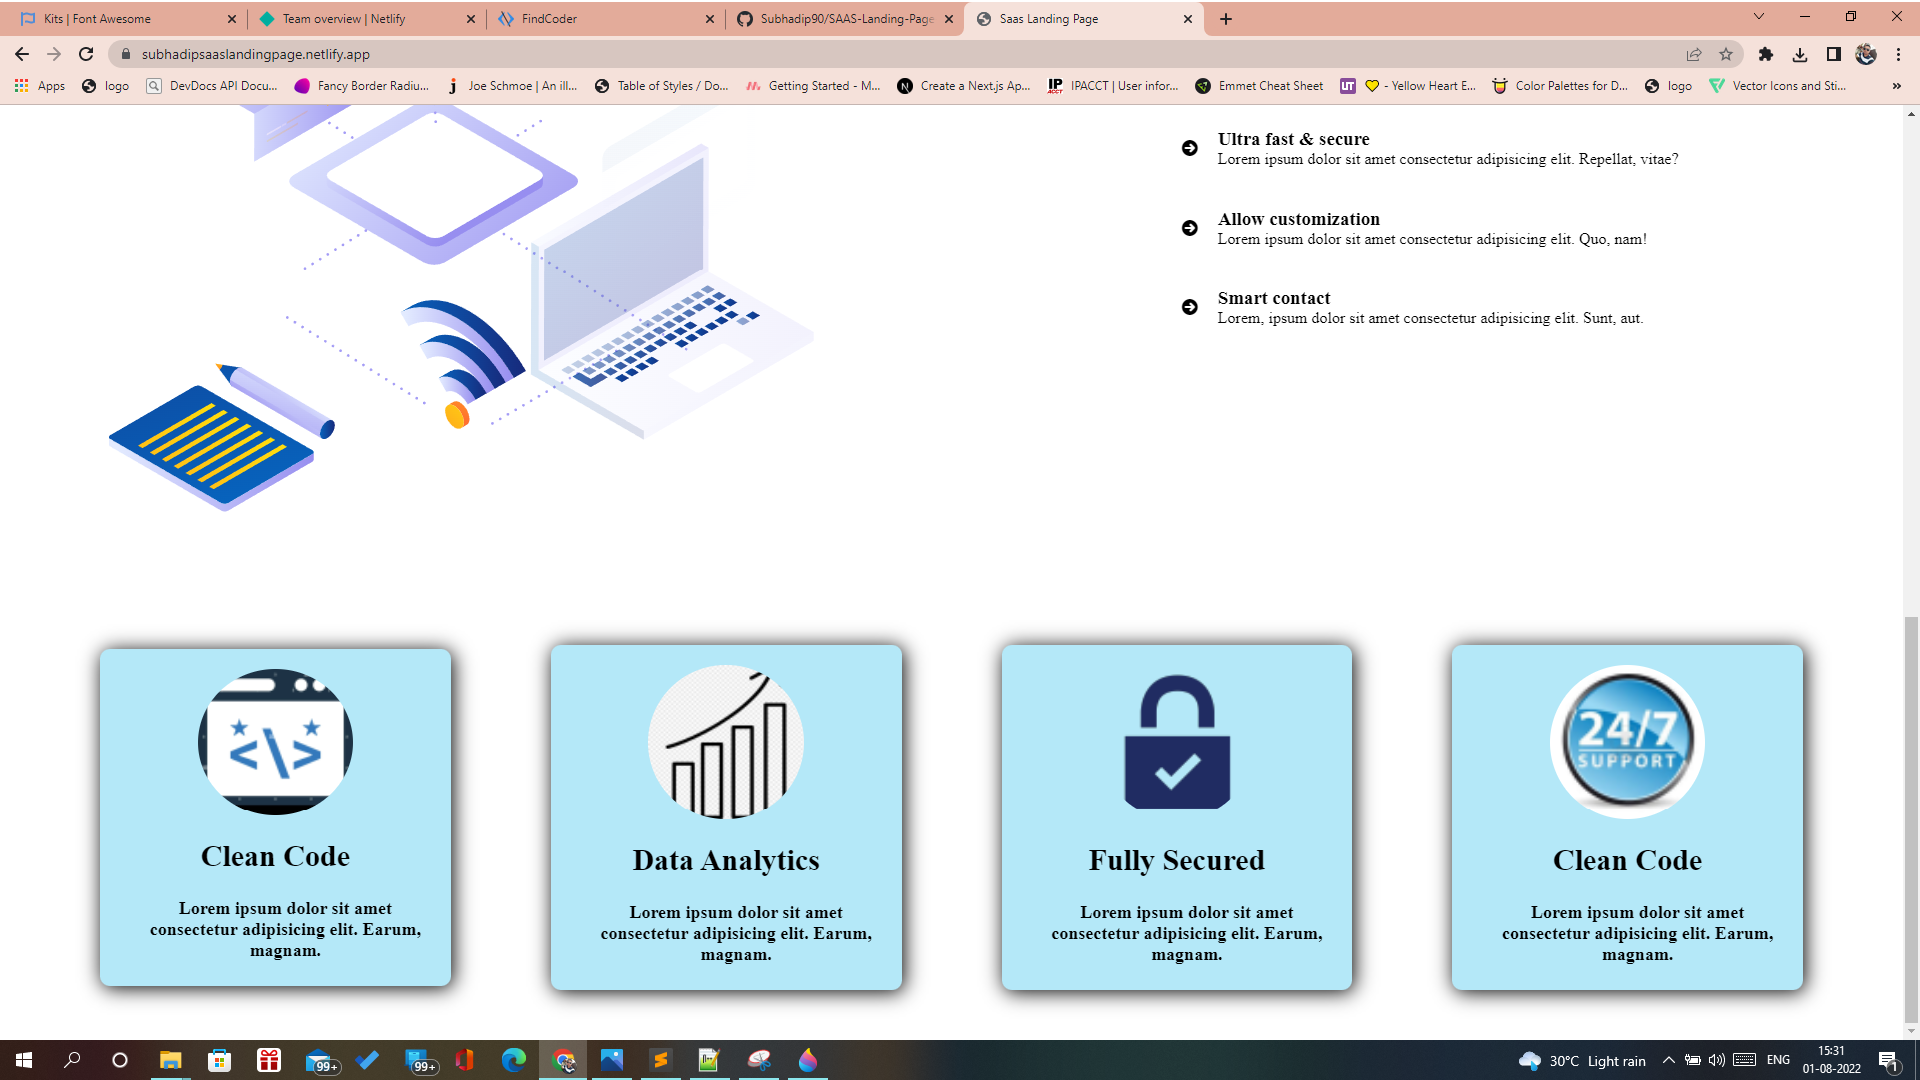 Kits | Font Awesome
Team overview | Netlify
FindCoder
Subhadip90/SAAS-Landing-Page
Saas Landing Page
subhadipsaaslandingpage.netlify.app
Apps
logo
DevDocs API Docu...
Fancy Border Radiu...
Joe Schmoe | An ill...
Table of Styles / Do...
Getting Started - M...
Create a Next.js Ap...
IPACCT | User infor...
Emmet Cheat Sheet
- Yellow Heart E...
Color Palettes for D...
logo
Vector Icons and Sti...
Ultra fast & secure
Lorem ipsum dolor sit amet consectetur adipisicing elit. Repellat, vitae?
Allow customization
Lorem ipsum dolor sit amet consectetur adipisicing elit. Quo, nam!
Smart contact
Lorem, ipsum dolor sit amet consectetur adipisicing elit. Sunt, aut.
Clean Code
Lorem ipsum dolor sit amet
consectetur adipisicing elit. Earum,
magnam.
Data Analytics
Lorem ipsum dolor sit amet
consectetur adipisicing elit. Earum,
magnam.
Fully Secured
Lorem ipsum dolor sit amet
consectetur adipisicing elit. Earum,
magnam.
24/7
SUPPORT
Clean Code
Lorem ipsum dolor sit amet
consectetur adipisicing elit. Earum,
magnam.
99+
99+
30°C Light rain
ENG
15:31
01-08-2022
1